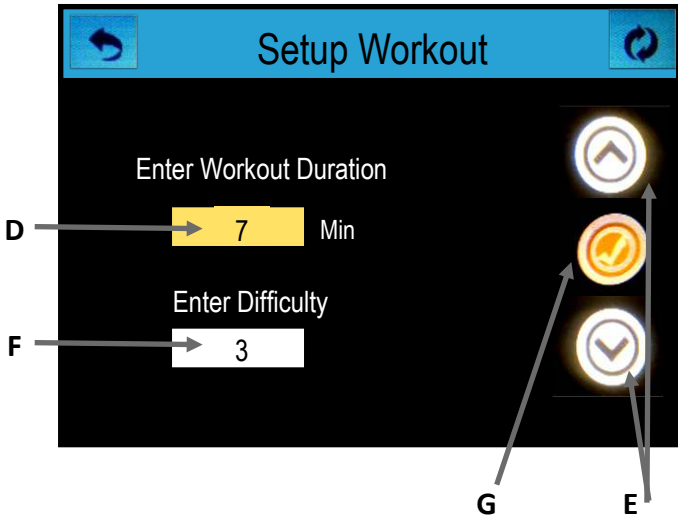 Setup Workout
Enter Workout Duration
D 7 Min
Enter Difficulty
F 3
G E